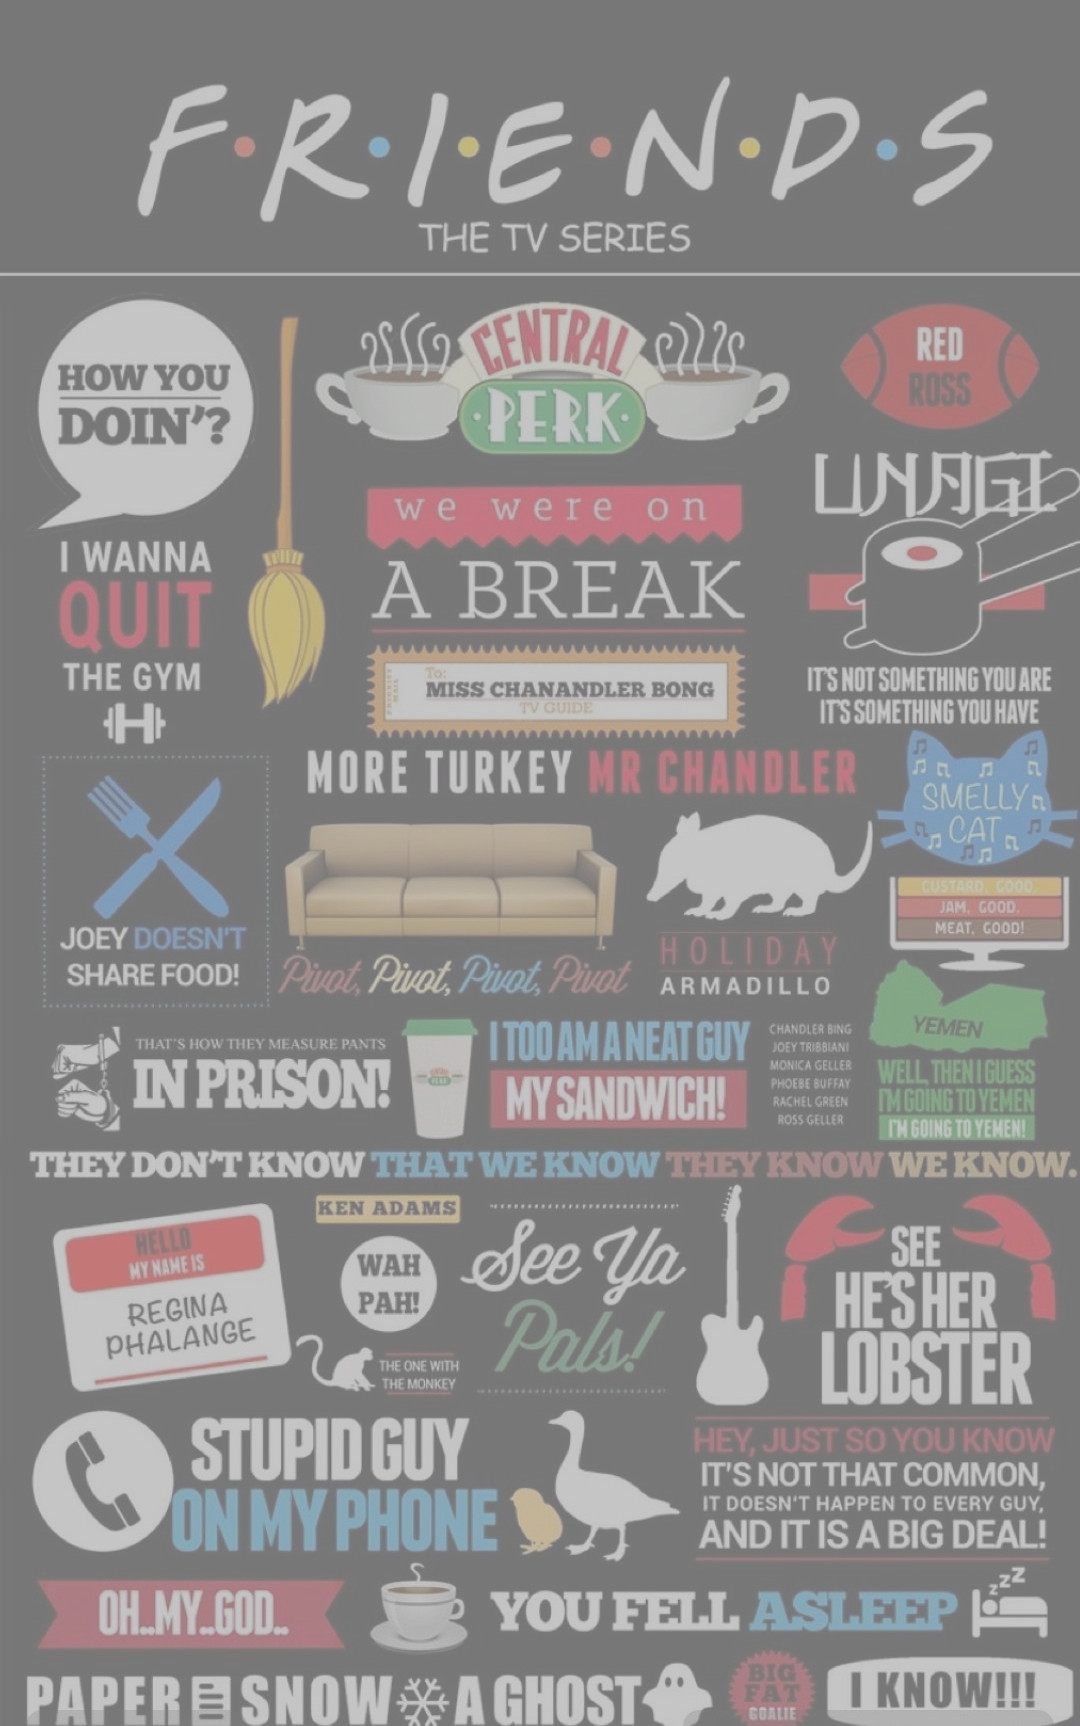 F·R·I·E·N·D·S
THE TV SERIES
HOW YOU
DOIN'?
CENTRAL
PERK
RED
ROSS
we were on
A BREAK
UNAGI
I WANNA
QUIT
THE GYM
To:
MISS CHANANDLER BONG
TV GUIDE
IT'S NOT SOMETHING YOU ARE
IT'S SOMETHING YOU HAVE
MORE TURKEY MR CHANDLER
SMELLY
CAT
JOEY DOESN'T
SHARE FOOD!
Pivot, Pivot, Pivot, Pivot
HOLIDAY
ARMADILLO
CUSTARD, GOOD.
JAM, GOOD.
MEAT, GOOD!
THAT'S HOW THEY MEASURE PANTS
IN PRISON!
I TOO AM A NEAT GUY
MY SANDWICH!
CHANDLER BING
JOEY TRIBBIANI
MONICA GELLER
PHOEBE BUFFAY
RACHEL GREEN
ROSS GELLER
YEMEN
WELL, THEN I GUESS
I'M GOING TO YEMEN
I'M GOING TO YEMEN!
THEY DON'T KNOW THAT WE KNOW THEY KNOW WE KNOW.
HELLO
MY NAME IS
REGINA
PHALANGE
KEN ADAMS
WAH
PAH!
THE ONE WITH
THE MONKEY
See Ya
Pals!
SEE
HE'S HER
LOBSTER
STUPID GUY
ON MY PHONE
HEY, JUST SO YOU KNOW
IT'S NOT THAT COMMON,
IT DOESN'T HAPPEN TO EVERY GUY,
AND IT IS A BIG DEAL!
OH..MY..GOD..
YOU FELL ASLEEP
zzZ
PAPER SNOW A GHOST
BIG
FAT
GOALIE
I KNOW!!!